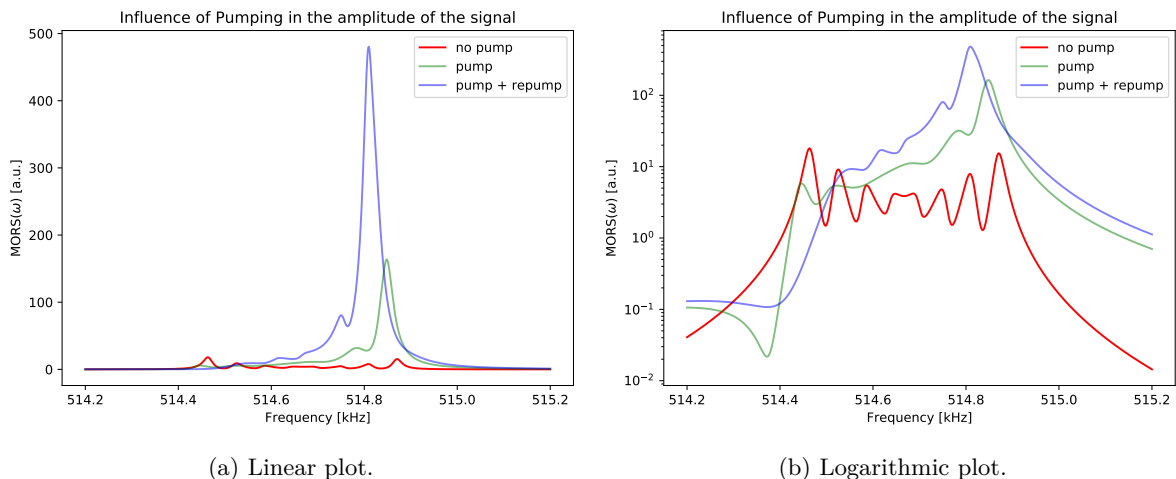 Influence of Pumping in the amplitude of the signal
500
400
300
200
100
0
MORS(ω) [a.u.]
514.2 514.4 514.6 514.8 515.0 515.2
Frequency [kHz]
no pump
pump
pump + repump
(a) Linear plot.
Influence of Pumping in the amplitude of the signal
10²
10¹
10⁰
10⁻¹
10⁻²
MORS(ω) [a.u.]
514.2 514.4 514.6 514.8 515.0 515.2
Frequency [kHz]
no pump
pump
pump + repump
(b) Logarithmic plot.